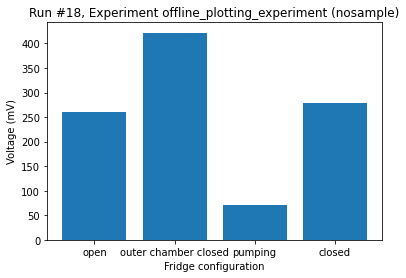 Run #18, Experiment offline_plotting_experiment (nosample)
400
350
300
250
200
150
100
50
0
Voltage (mV)
open outer chamber closed pumping closed
Fridge configuration